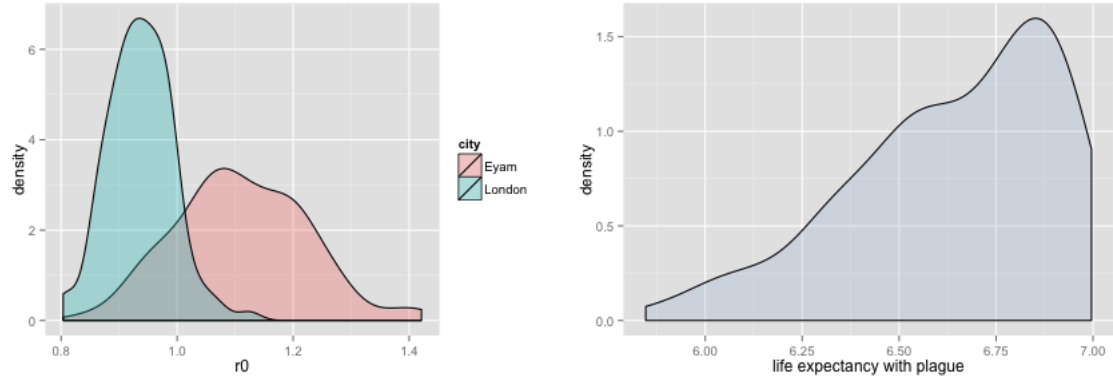 density
6
4
2
0
0.8 1.0 1.2 1.4
r0
city
Eyam
London
density
1.5
1.0
0.5
0.0
6.00 6.25 6.50 6.75 7.00
life expectancy with plague